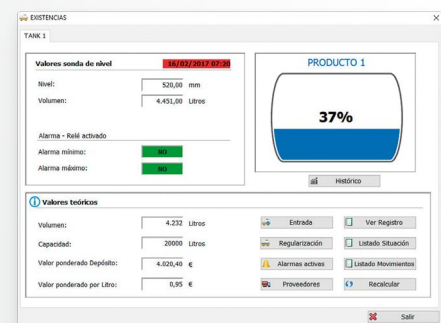 EXISTENCIAS
TANK 1
Valores sonda de nivel 16/02/2017 07:20
Nivel: 520,00 mm
Volumen: 4.451,00 Litros
Alarma - Relé activado
Alarma mínimo: NO
Alarma máximo: NO
PRODUCTO 1
37%
Histórico
Valores teóricos
Volumen: 4.232 Litros
Capacidad: 20000 Litros
Valor ponderado Depósito: 4.020,40 €
Valor ponderado por Litro: 0,95 €
Entrada Ver Registro
Regularización Listado Situación
Alarmas activas Listado Movimientos
Proveedores Recalcular
Salir